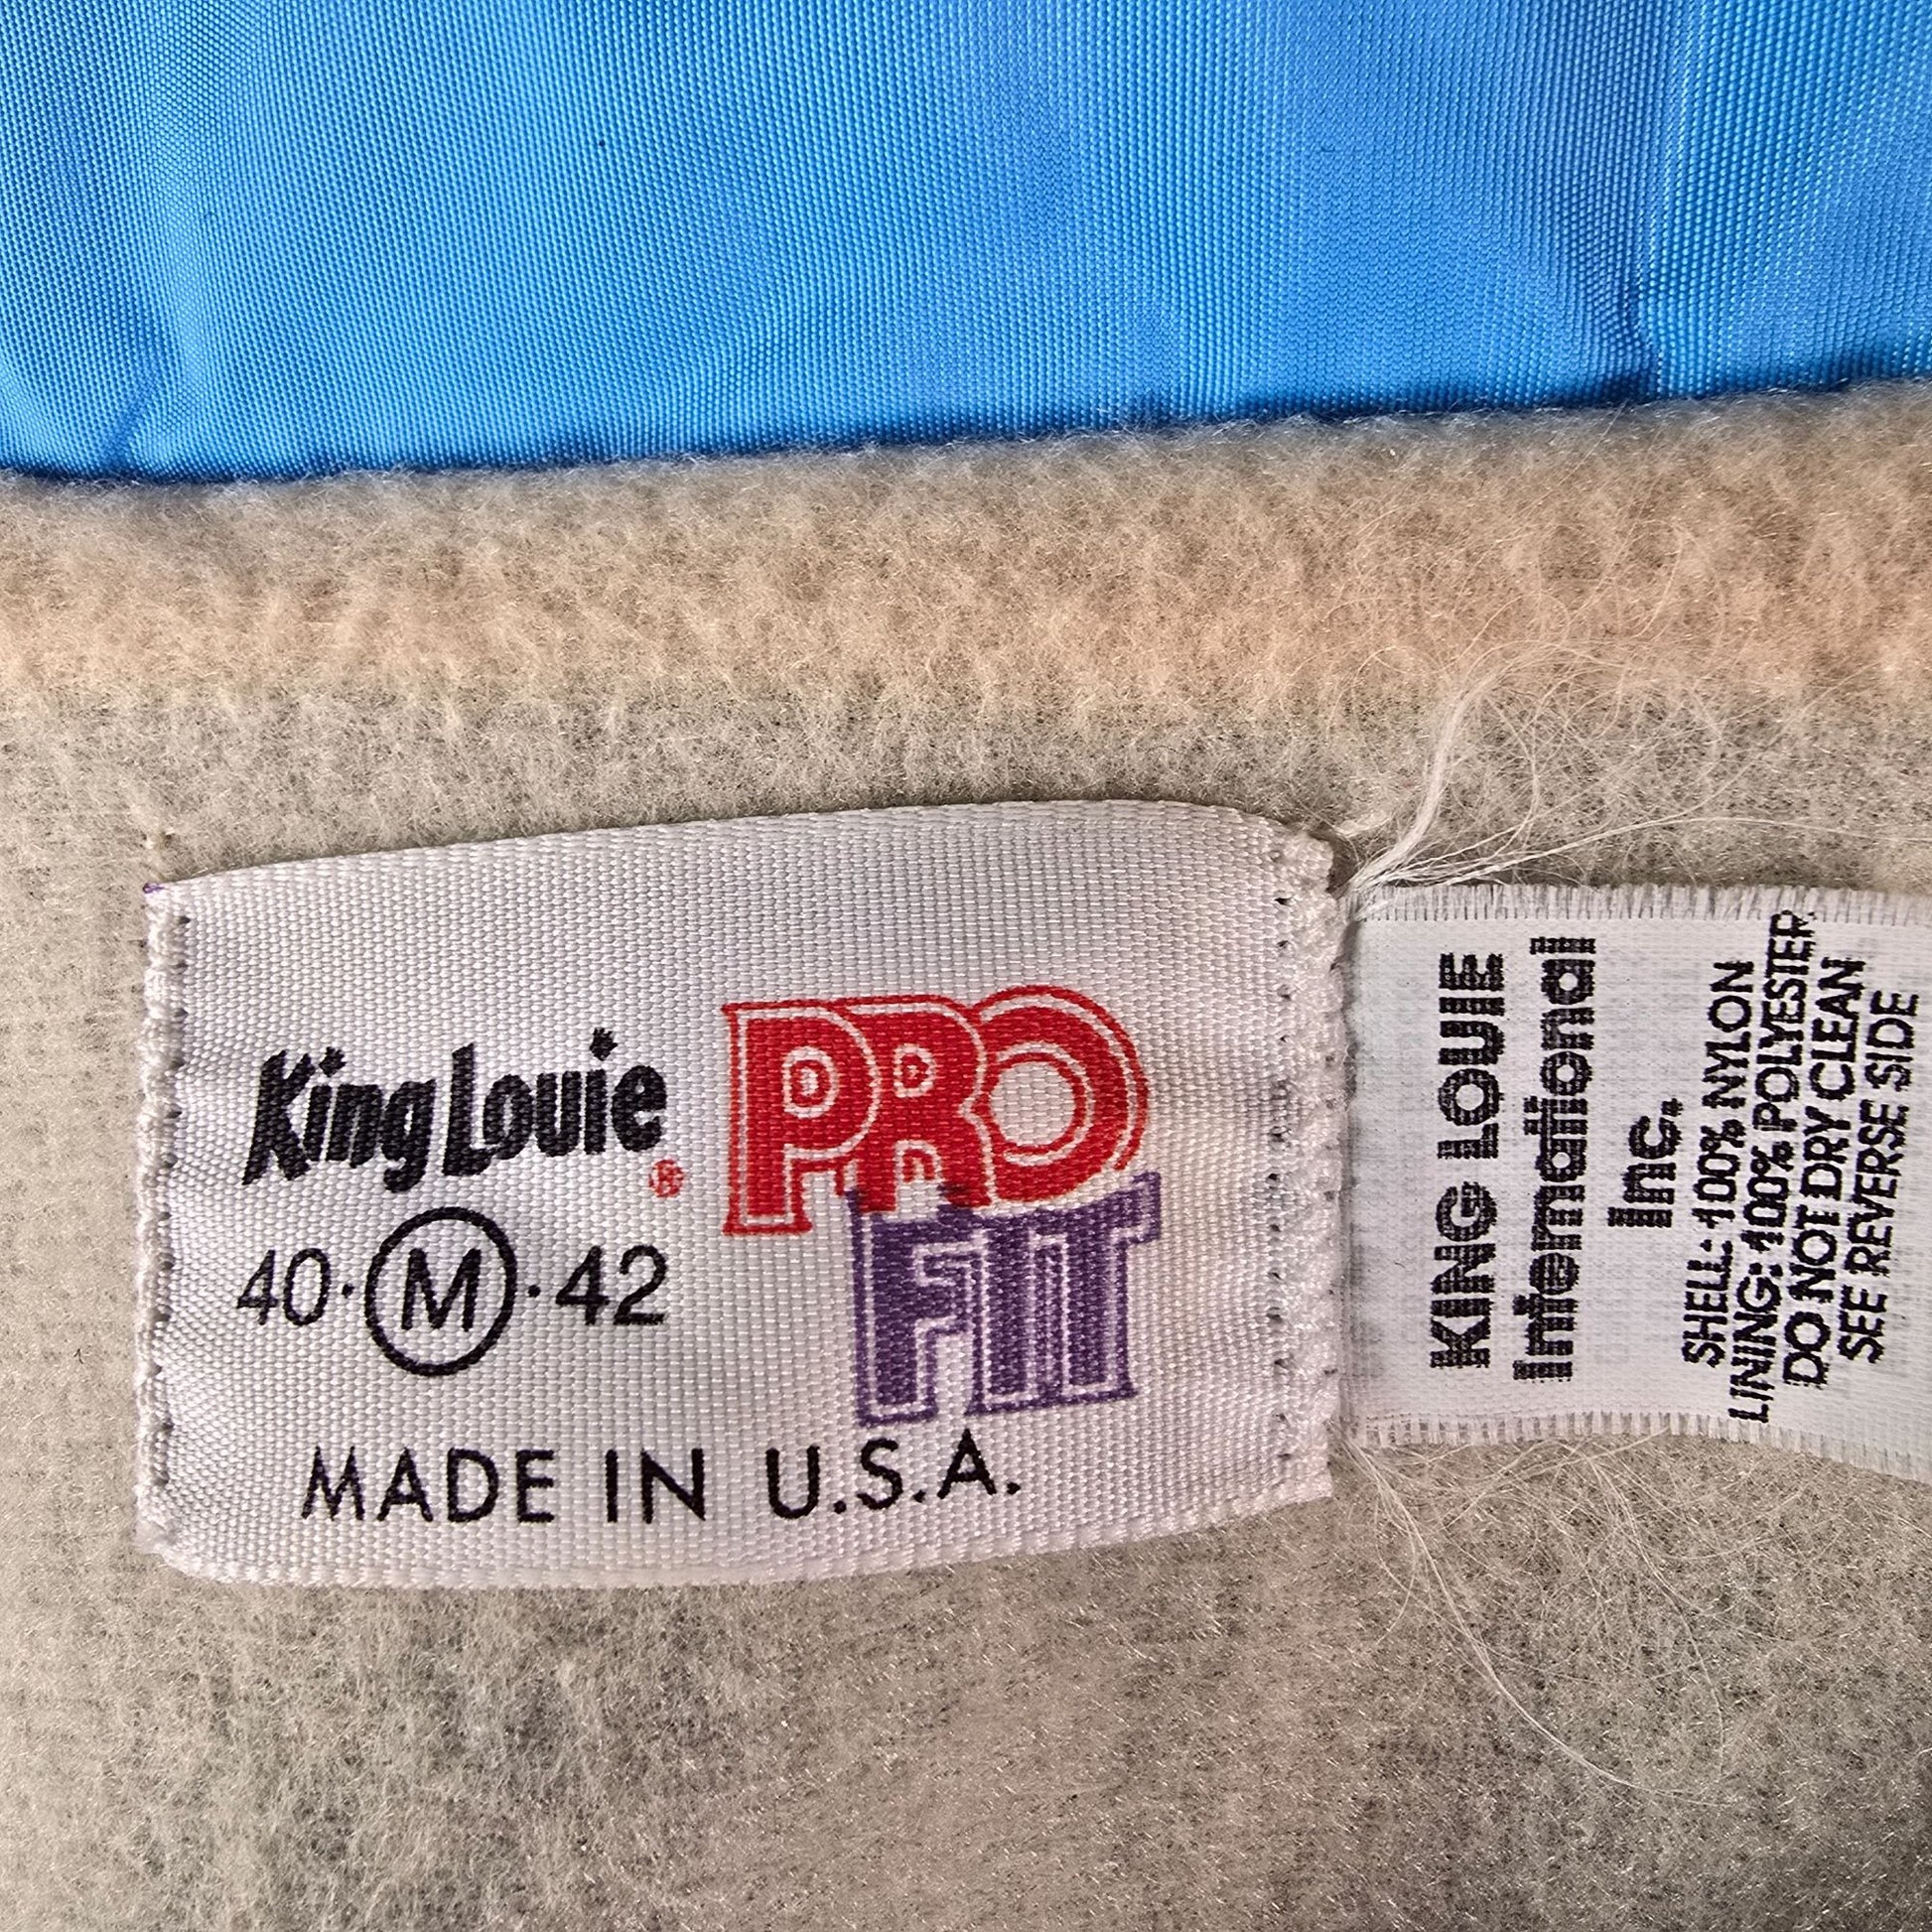 King Louie
®
PRO
FIT
40·M·42
MADE IN U.S.A.
KING LOUIE
International
Inc.
SHELL: 100% NYLON
LINING: 100% POLYESTER
DO NOT DRY CLEAN
SEE REVERSE SIDE